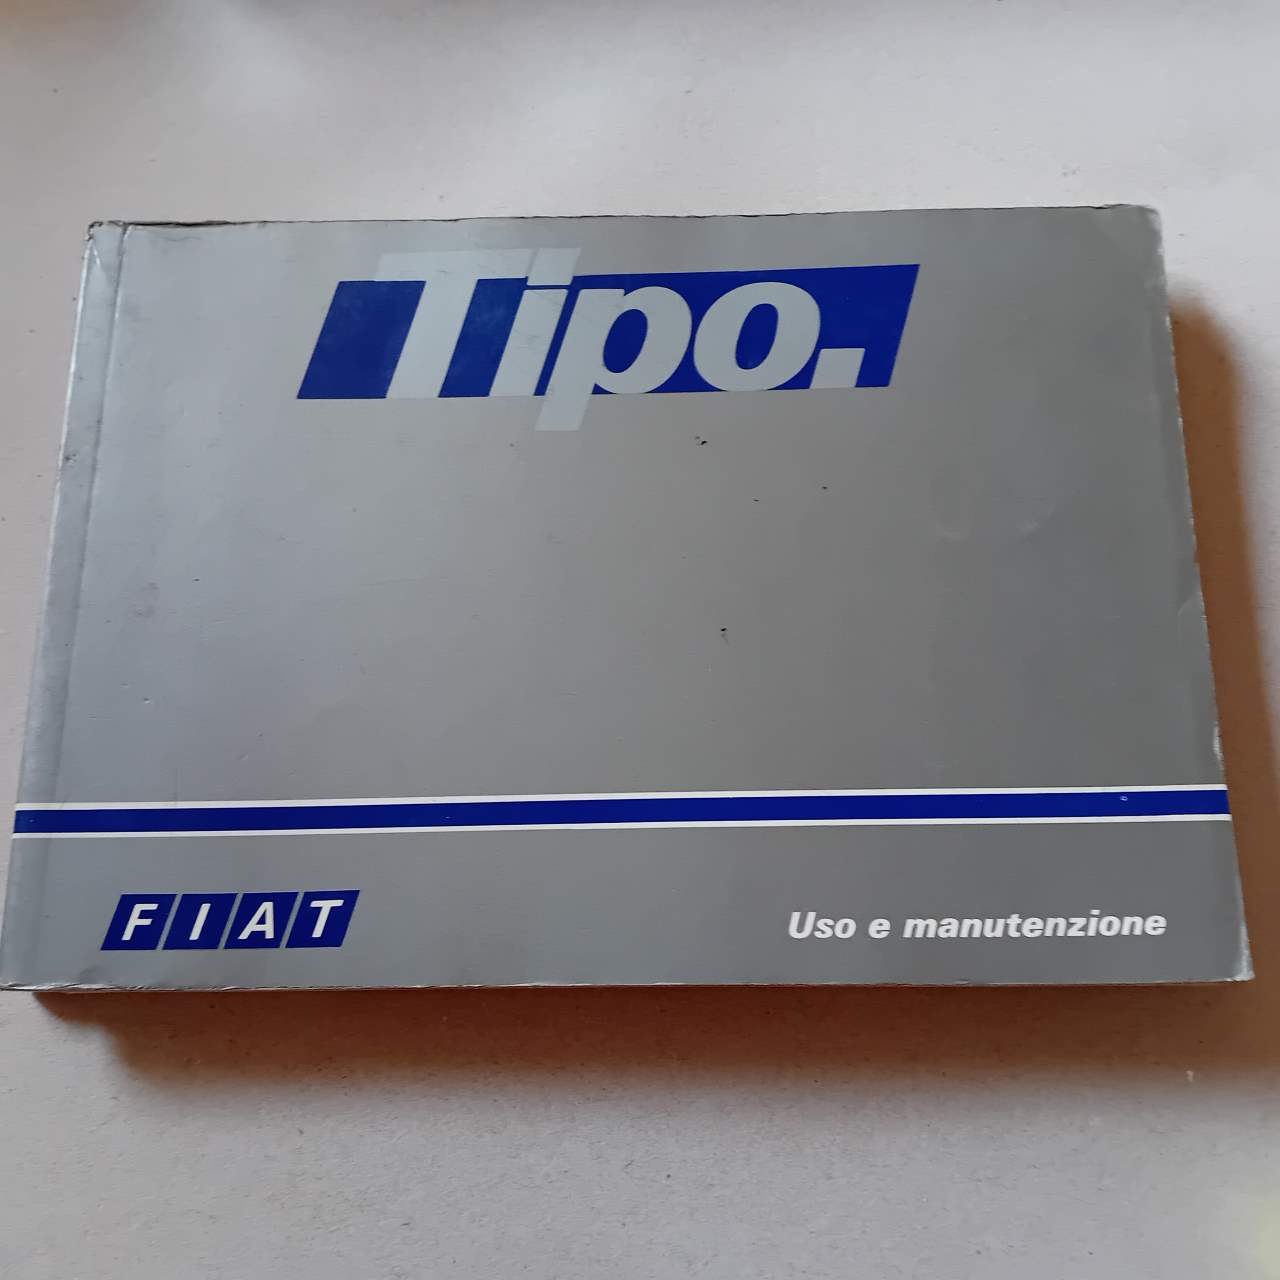 Tipo.
FIAT
Uso e manutenzione